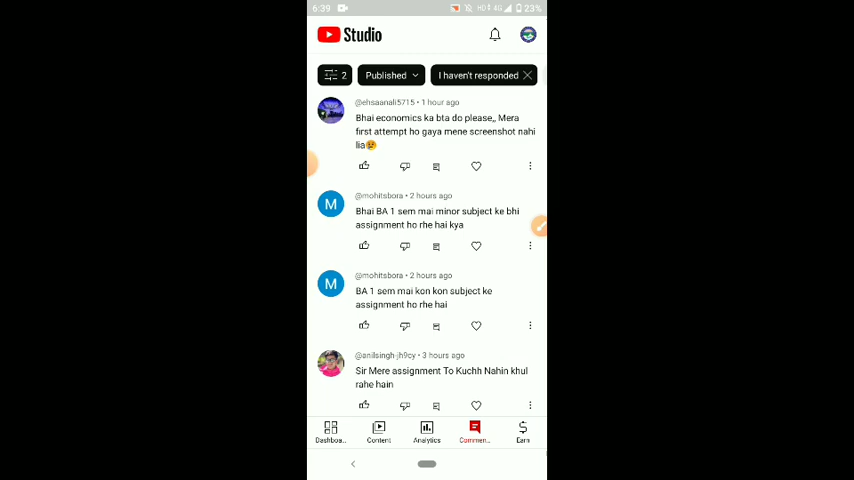 6:39 HD 4G 23%
Studio
2 Published I haven't responded
@ehsaanali5715 • 1 hour ago
Bhai economics ka bta do please,, Mera
first attempt ho gaya mene screenshot nahi
lia😥
M @mohitsbora • 2 hours ago
Bhai BA 1 sem mai minor subject ke bhi
assignment ho rhe hai kya
M @mohitsbora • 2 hours ago
BA 1 sem mai kon kon subject ke
assignment ho rhe hai
@anilsingh-jh9cy • 3 hours ago
Sir Mere assignment To Kuchh Nahin khul
rahe hain
Dashboa... Content Analytics Commen... Earn